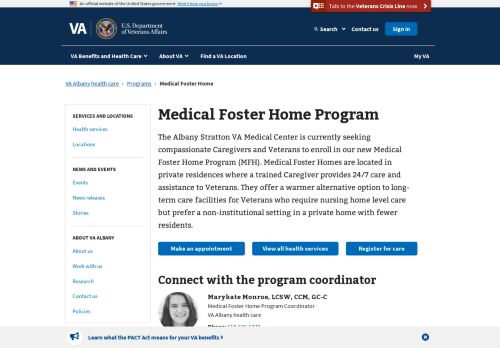 An official website of the United States government Here's how you know
Talk to the Veterans Crisis Line now
VA
U.S. Department
of Veterans Affairs
Search
Contact us
Sign in
VA Benefits and Health Care
About VA
Find a VA Location
My VA
VA Albany health care › Programs › Medical Foster Home
SERVICES AND LOCATIONS
Health services
Locations
NEWS AND EVENTS
Events
News releases
Stories
ABOUT VA ALBANY
About us
Work with us
Research
Contact us
Policies
Medical Foster Home Program
The Albany Stratton VA Medical Center is currently seeking
compassionate Caregivers and Veterans to enroll in our new Medical
Foster Home Program (MFH). Medical Foster Homes are located in
private residences where a trained Caregiver provides 24/7 care and
assistance to Veterans. They offer a warmer alternative option to long-
term care facilities for Veterans who require nursing home level care
but prefer a non-institutional setting in a private home with fewer
residents.
Make an appointment
View all health services
Register for care
Connect with the program coordinator
Marykate Monroe, LCSW, CCM, GC-C
Medical Foster Home Program Coordinator
VA Albany health care
Phone:
Learn what the PACT Act means for your VA benefits